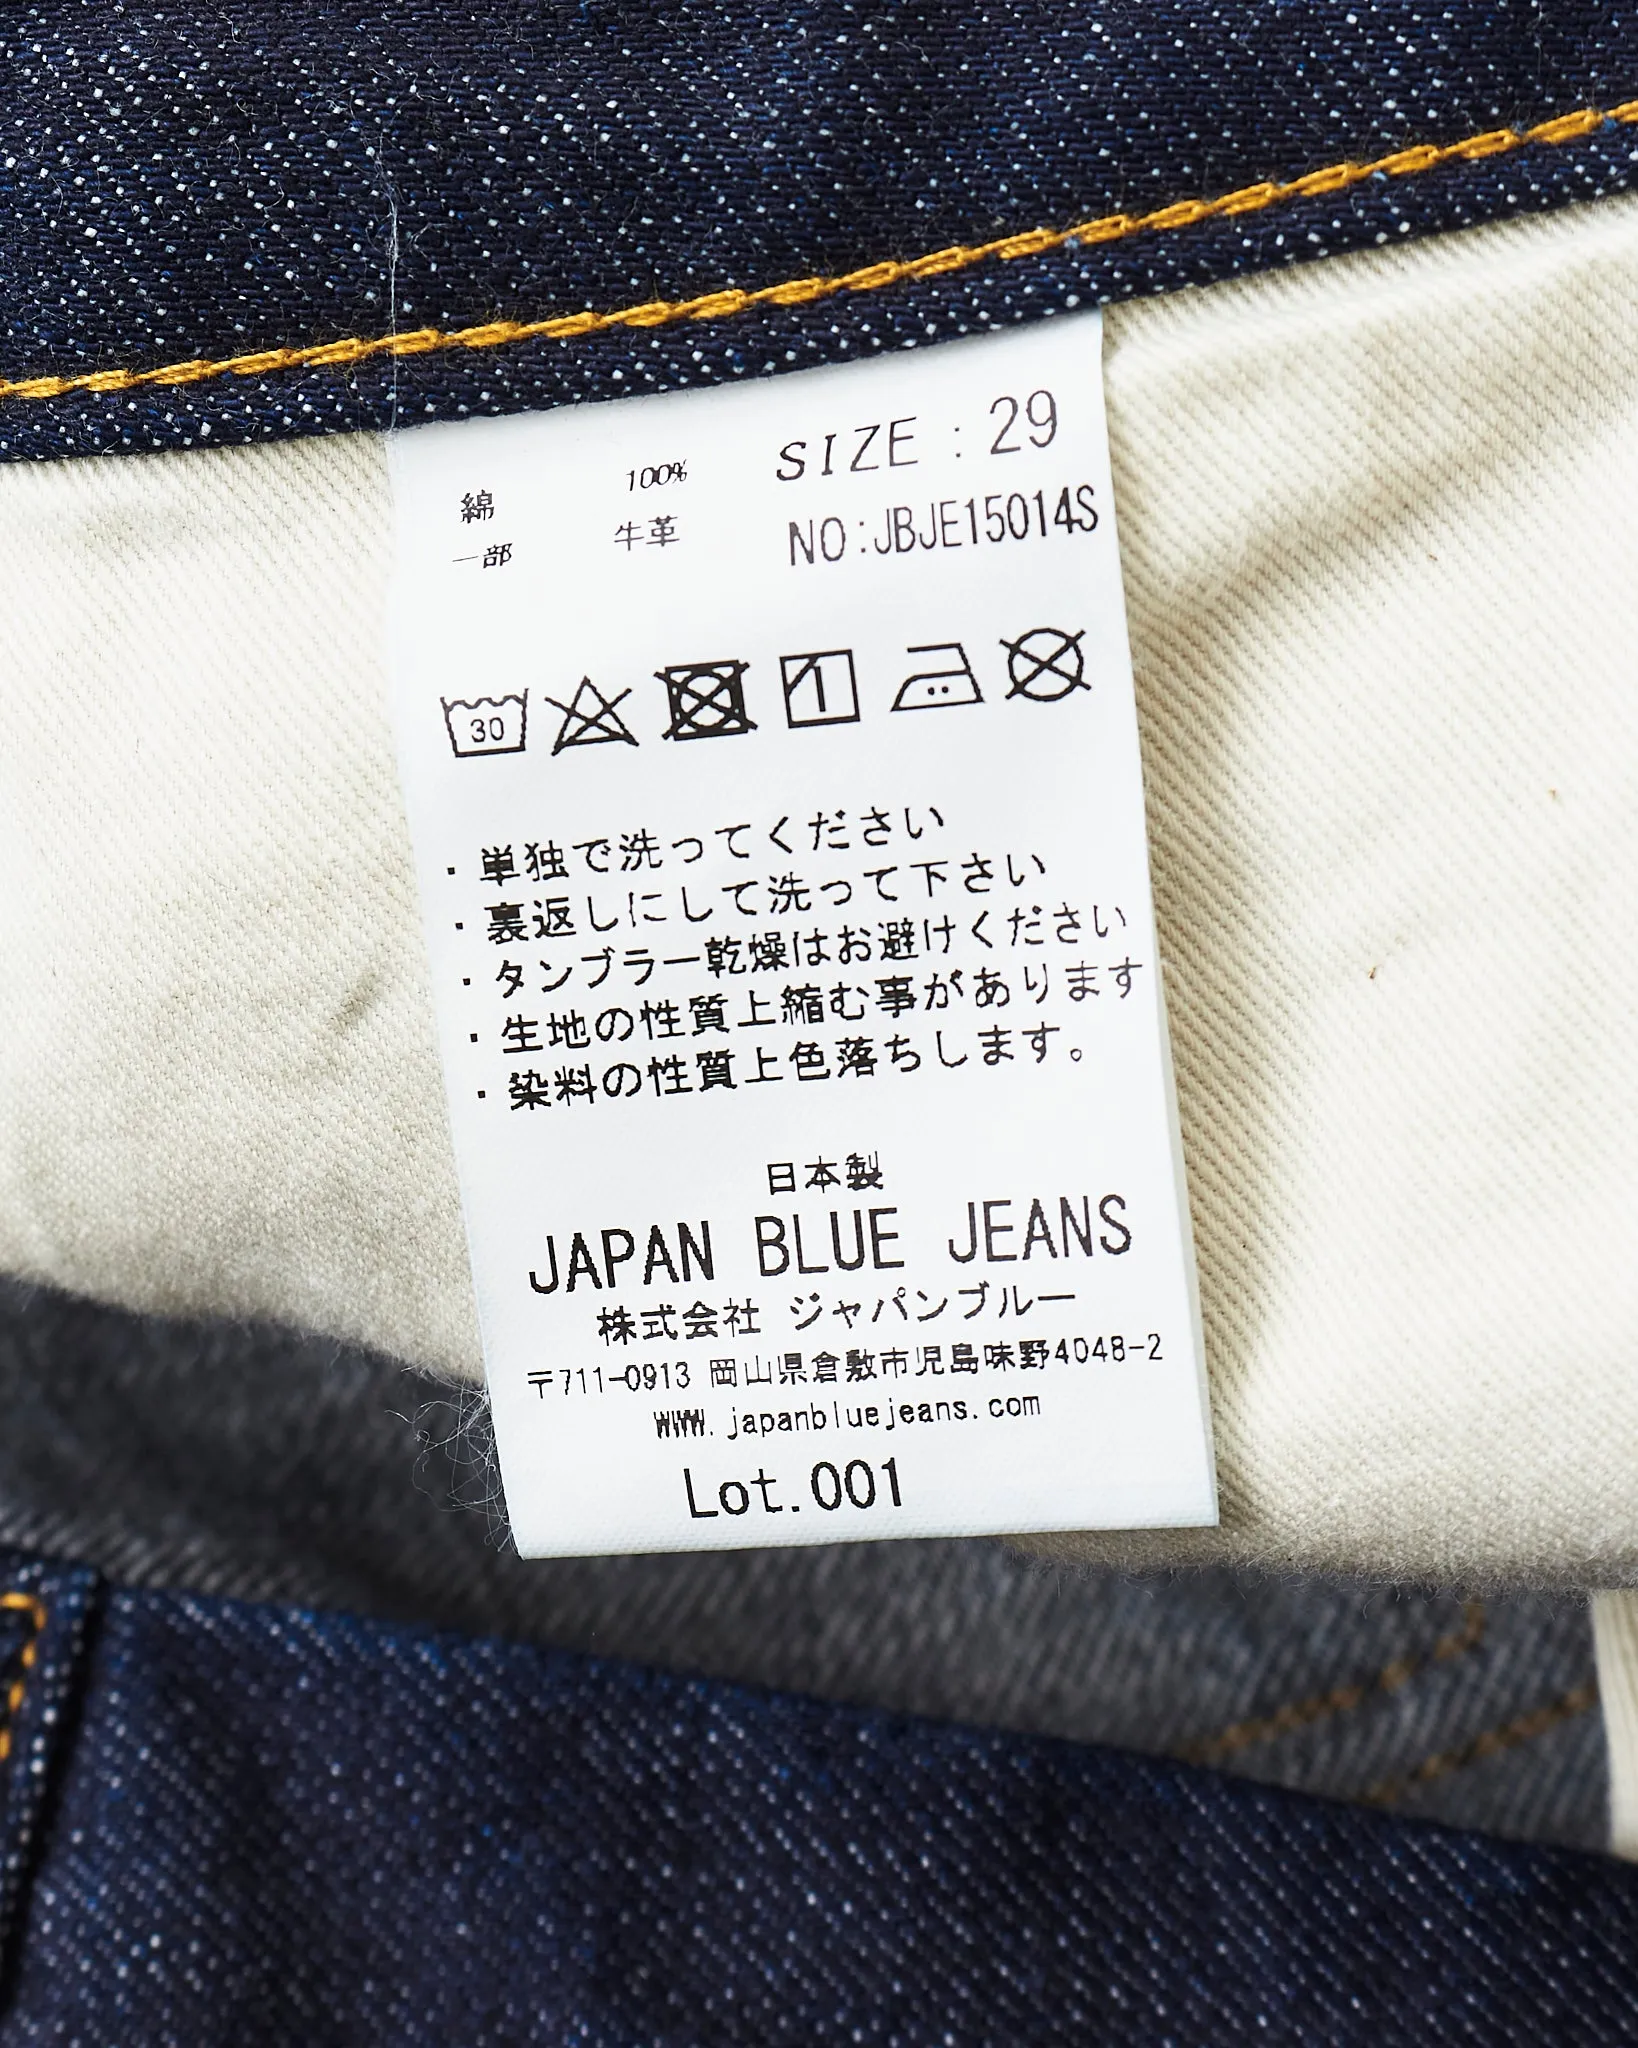 綿 100% SIZE : 29
一部 牛革 NO:JBJE15014S
30 1
・単独で洗ってください
・裏返しにして洗って下さい
・タンブラー乾燥はお避けください
・生地の性質上縮む事があります
・染料の性質上色落ちします。
日本製
JAPAN BLUE JEANS
株式会社 ジャパンブルー
〒711-0913 岡山県倉敷市児島味野4048-2
www.japanbluejeans.com
Lot.001